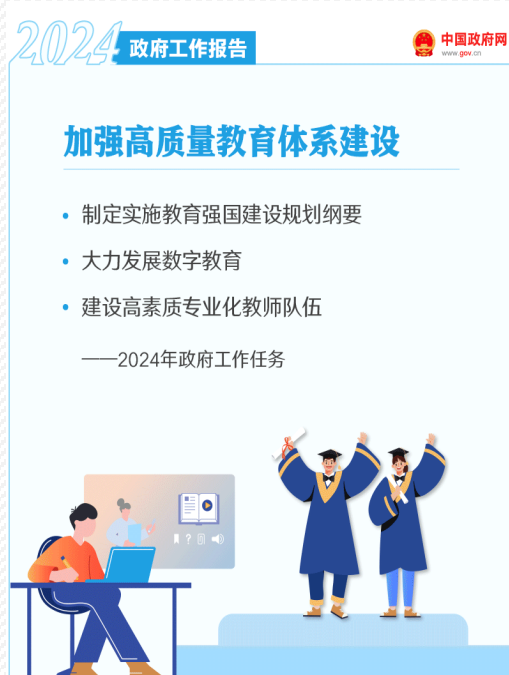 2024 政府工作报告
中国政府网
www.gov.cn
加强高质量教育体系建设
• 制定实施教育强国建设规划纲要
• 大力发展数字教育
• 建设高素质专业化教师队伍
——2024年政府工作任务
?